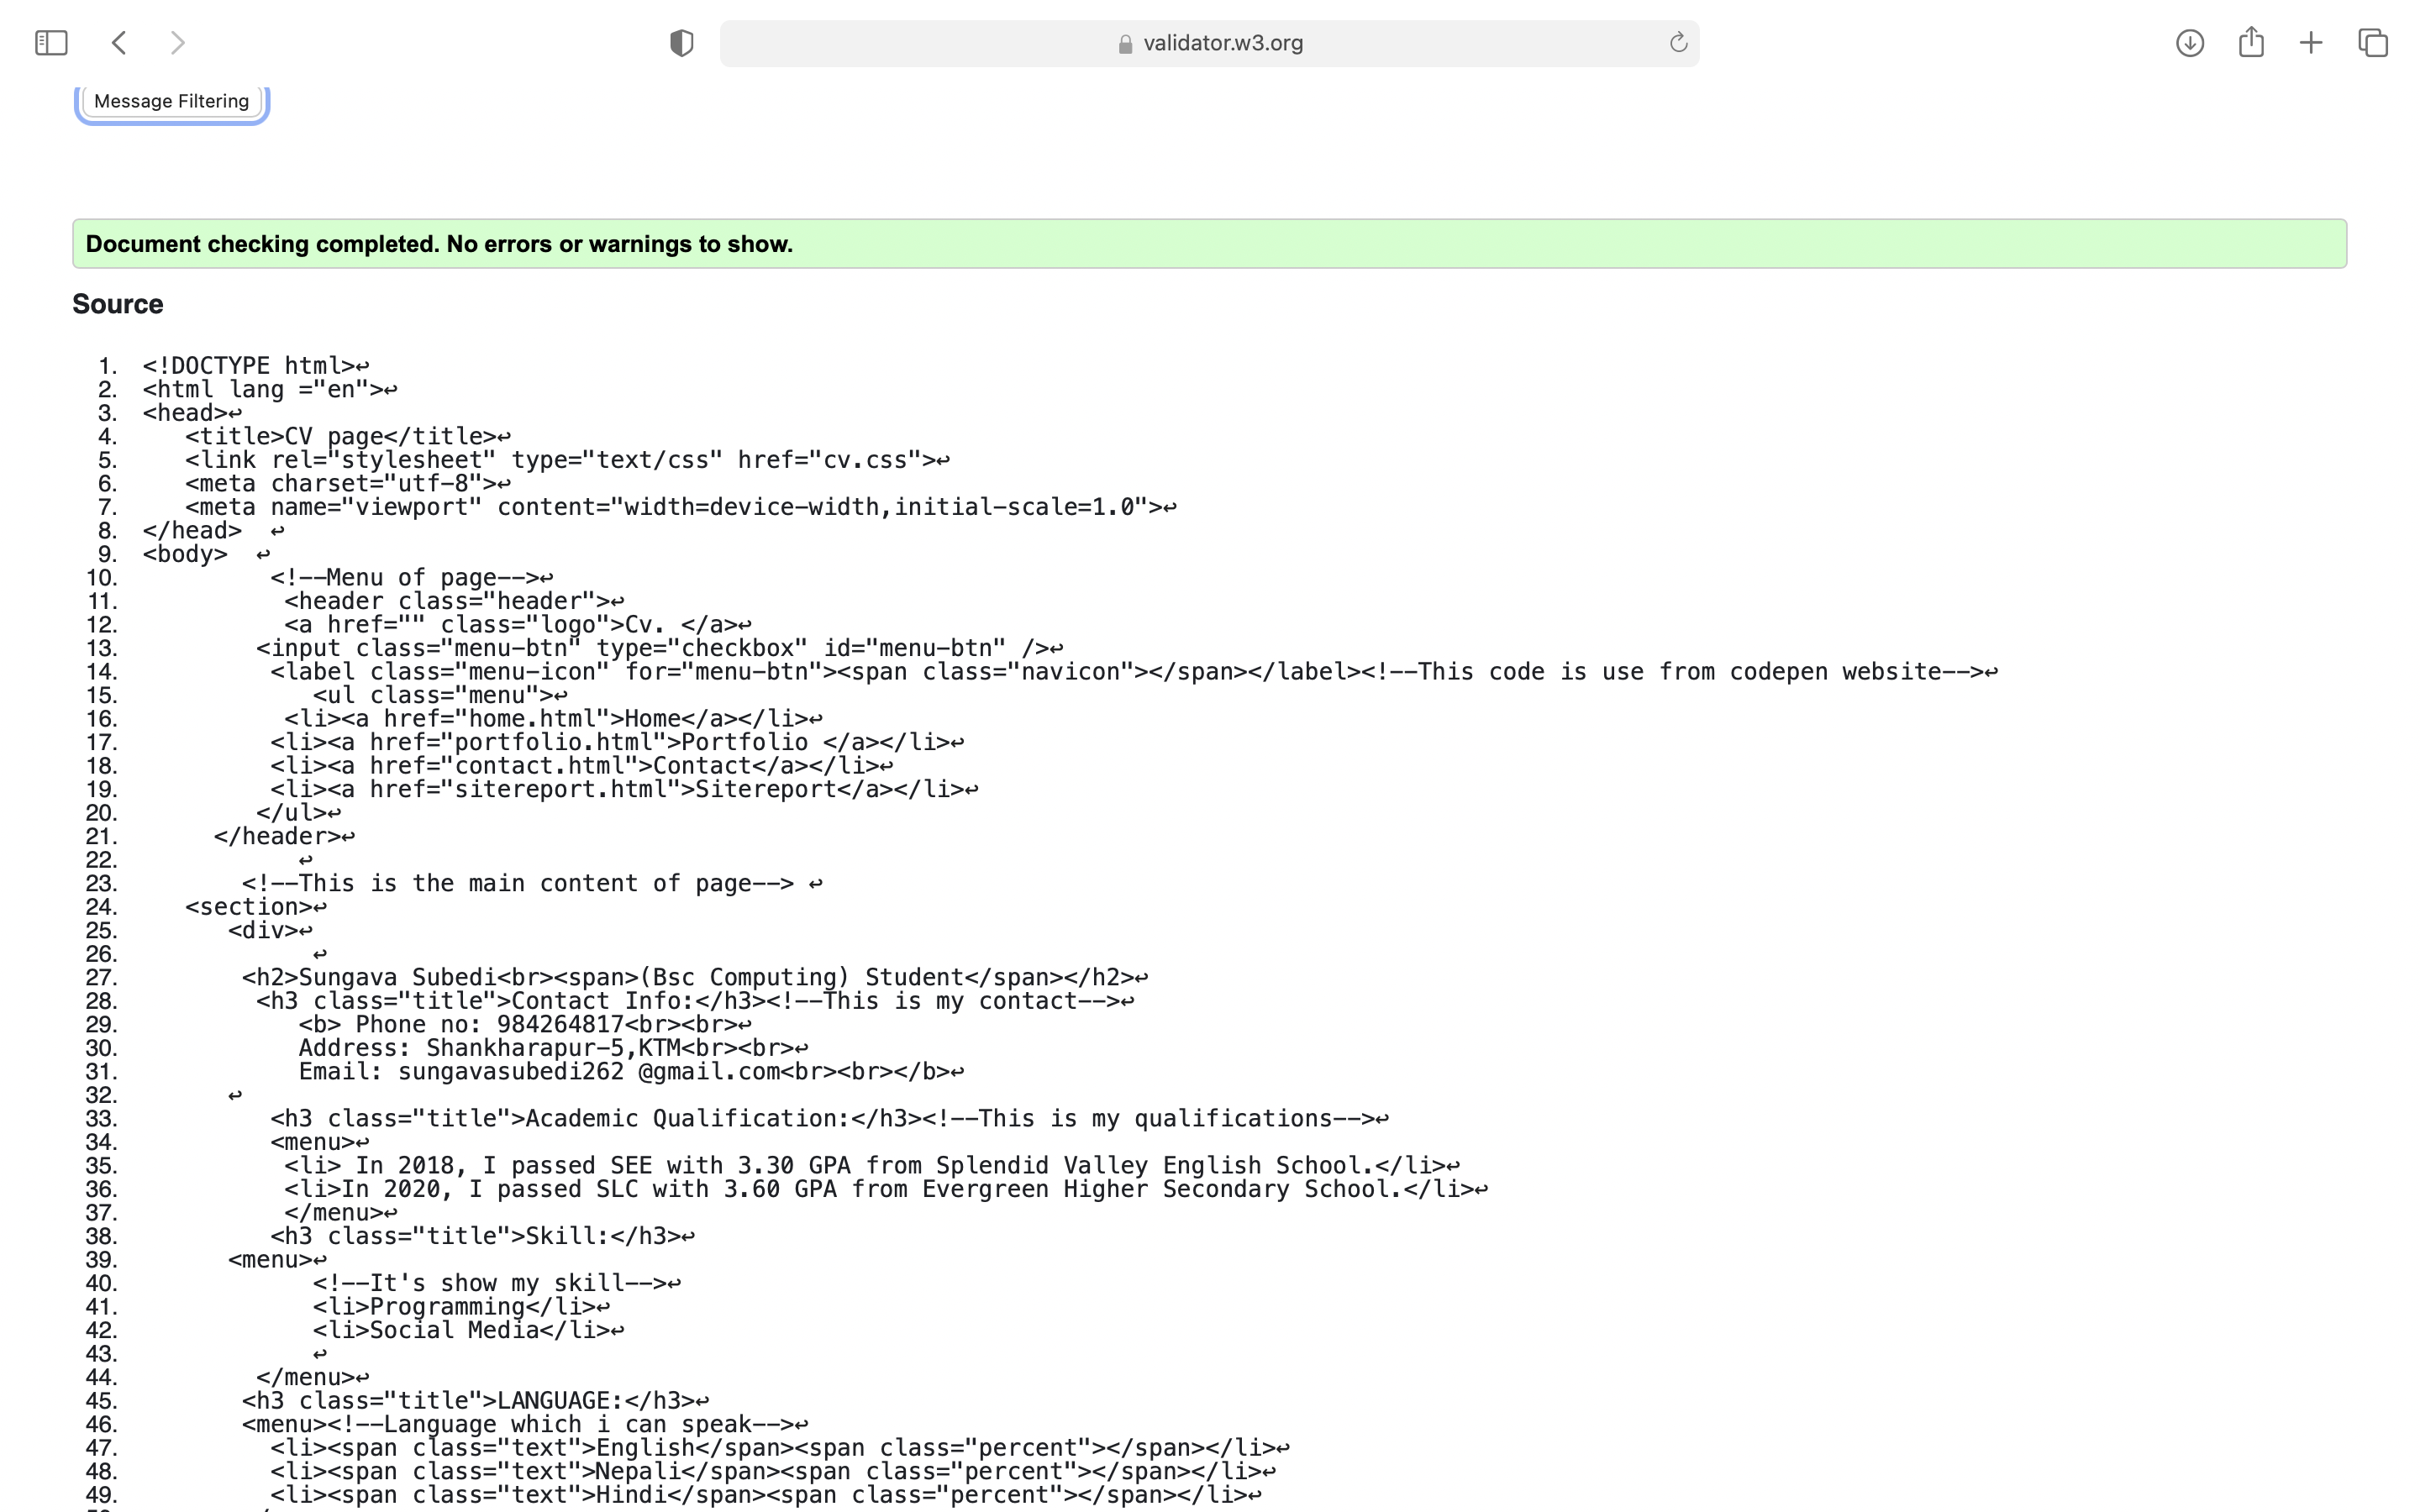 validator.w3.org
Message Filtering
Document checking completed. No errors or warnings to show.
Source
1. <!DOCTYPE html>↩
2. <html lang ="en">↩
3. <head>↩
4.    <title>CV page</title>↩
5.    <link rel="stylesheet" type="text/css" href="cv.css">↩
6.    <meta charset="utf-8">↩
7.    <meta name="viewport" content="width=device-width,initial-scale=1.0">↩
8. </head>  ↩
9. <body>  ↩
10.          <!--Menu of page-->↩
11.           <header class="header">↩
12.           <a href="" class="logo">Cv. </a>↩
13.         <input class="menu-btn" type="checkbox" id="menu-btn" />↩
14.          <label class="menu-icon" for="menu-btn"><span class="navicon"></span></label><!--This code is use from codepen website-->↩
15.             <ul class="menu">↩
16.           <li><a href="home.html">Home</a></li>↩
17.          <li><a href="portfolio.html">Portfolio </a></li>↩
18.          <li><a href="contact.html">Contact</a></li>↩
19.          <li><a href="sitereport.html">Sitereport</a></li>↩
20.         </ul>↩
21.      </header>↩
22.            ↩
23.        <!--This is the main content of page--> ↩
24.    <section>↩
25.       <div>↩
26.             ↩
27.        <h2>Sungava Subedi<br><span>(Bsc Computing) Student</span></h2>↩
28.         <h3 class="title">Contact Info:</h3><!--This is my contact-->↩
29.            <b> Phone no: 984264817<br><br>↩
30.            Address: Shankharapur-5,KTM<br><br>↩
31.            Email: sungavasubedi262 @gmail.com<br><br></b>↩
32.       ↩
33.          <h3 class="title">Academic Qualification:</h3><!--This is my qualifications-->↩
34.          <menu>↩
35.           <li> In 2018, I passed SEE with 3.30 GPA from Splendid Valley English School.</li>↩
36.           <li>In 2020, I passed SLC with 3.60 GPA from Evergreen Higher Secondary School.</li>↩
37.           </menu>↩
38.          <h3 class="title">Skill:</h3>↩
39.       <menu>↩
40.             <!--It's show my skill-->↩
41.             <li>Programming</li>↩
42.             <li>Social Media</li>↩
43.             ↩
44.         </menu>↩
45.        <h3 class="title">LANGUAGE:</h3>↩
46.        <menu><!--Language which i can speak-->↩
47.          <li><span class="text">English</span><span class="percent"></span></li>↩
48.          <li><span class="text">Nepali</span><span class="percent"></span></li>↩
49.          <li><span class="text">Hindi</span><span class="percent"></span></li>↩